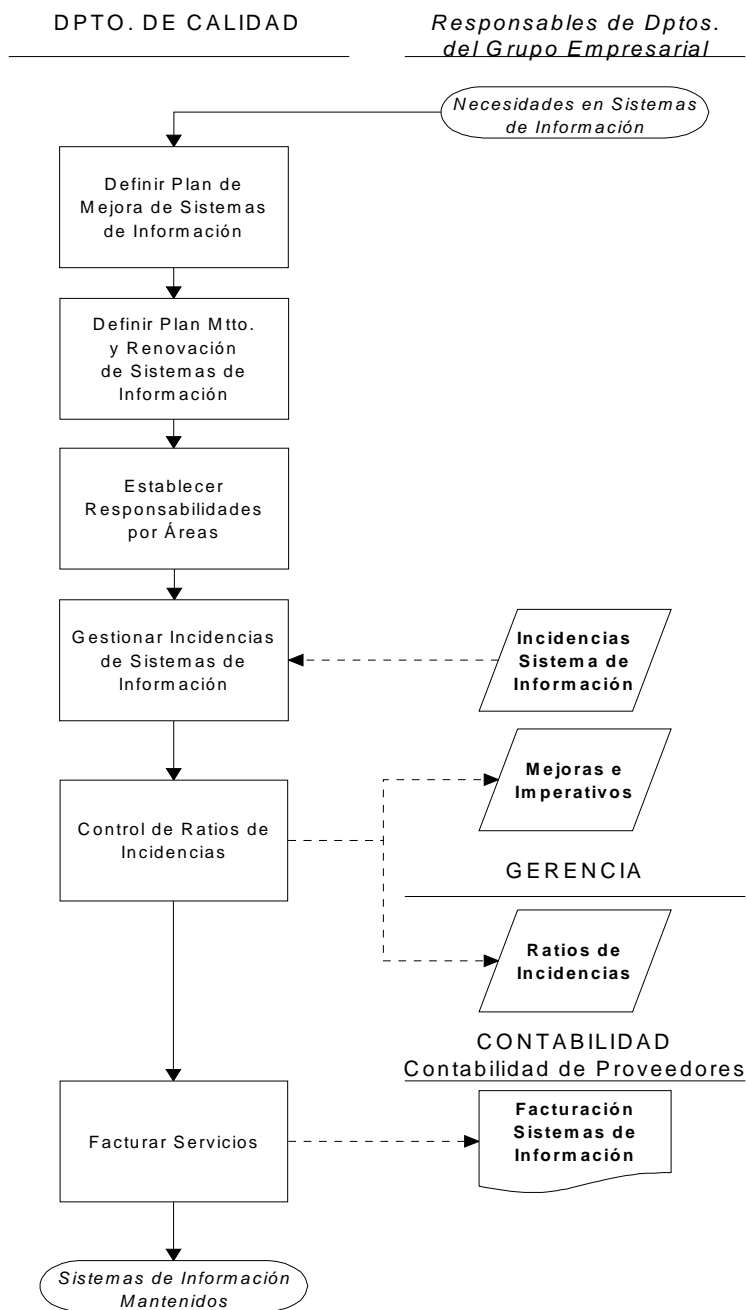 DPTO. DE CALIDAD
Responsables de Dptos.
del Grupo Empresarial
Necesidades en Sistemas
de Información
Definir Plan de
Mejora de Sistemas
de Información
Definir Plan Mtto.
y Renovación
de Sistemas de
Información
Establecer
Responsabilidades
por Áreas
Gestionar Incidencias
de Sistemas de
Información
Incidencias
Sistema de
Información
Mejoras e
Imperativos
Control de Ratios de
Incidencias
GERENCIA
Ratios de
Incidencias
CONTABILIDAD
Contabilidad de Proveedores
Facturar Servicios
Facturación
Sistemas de
Información
Sistemas de Información
Mantenidos